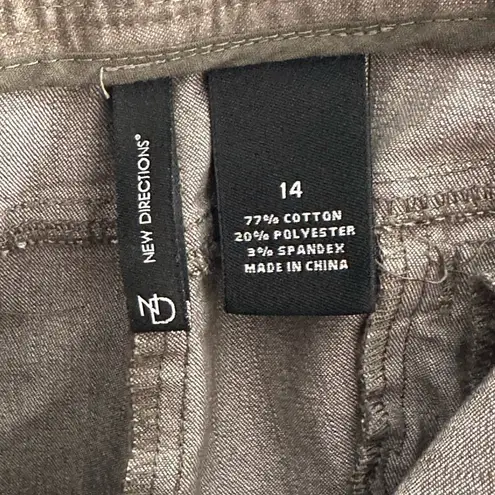 NEW DIRECTIONS®
ND
14
77% COTTON
20% POLYESTER
3% SPANDEX
MADE IN CHINA